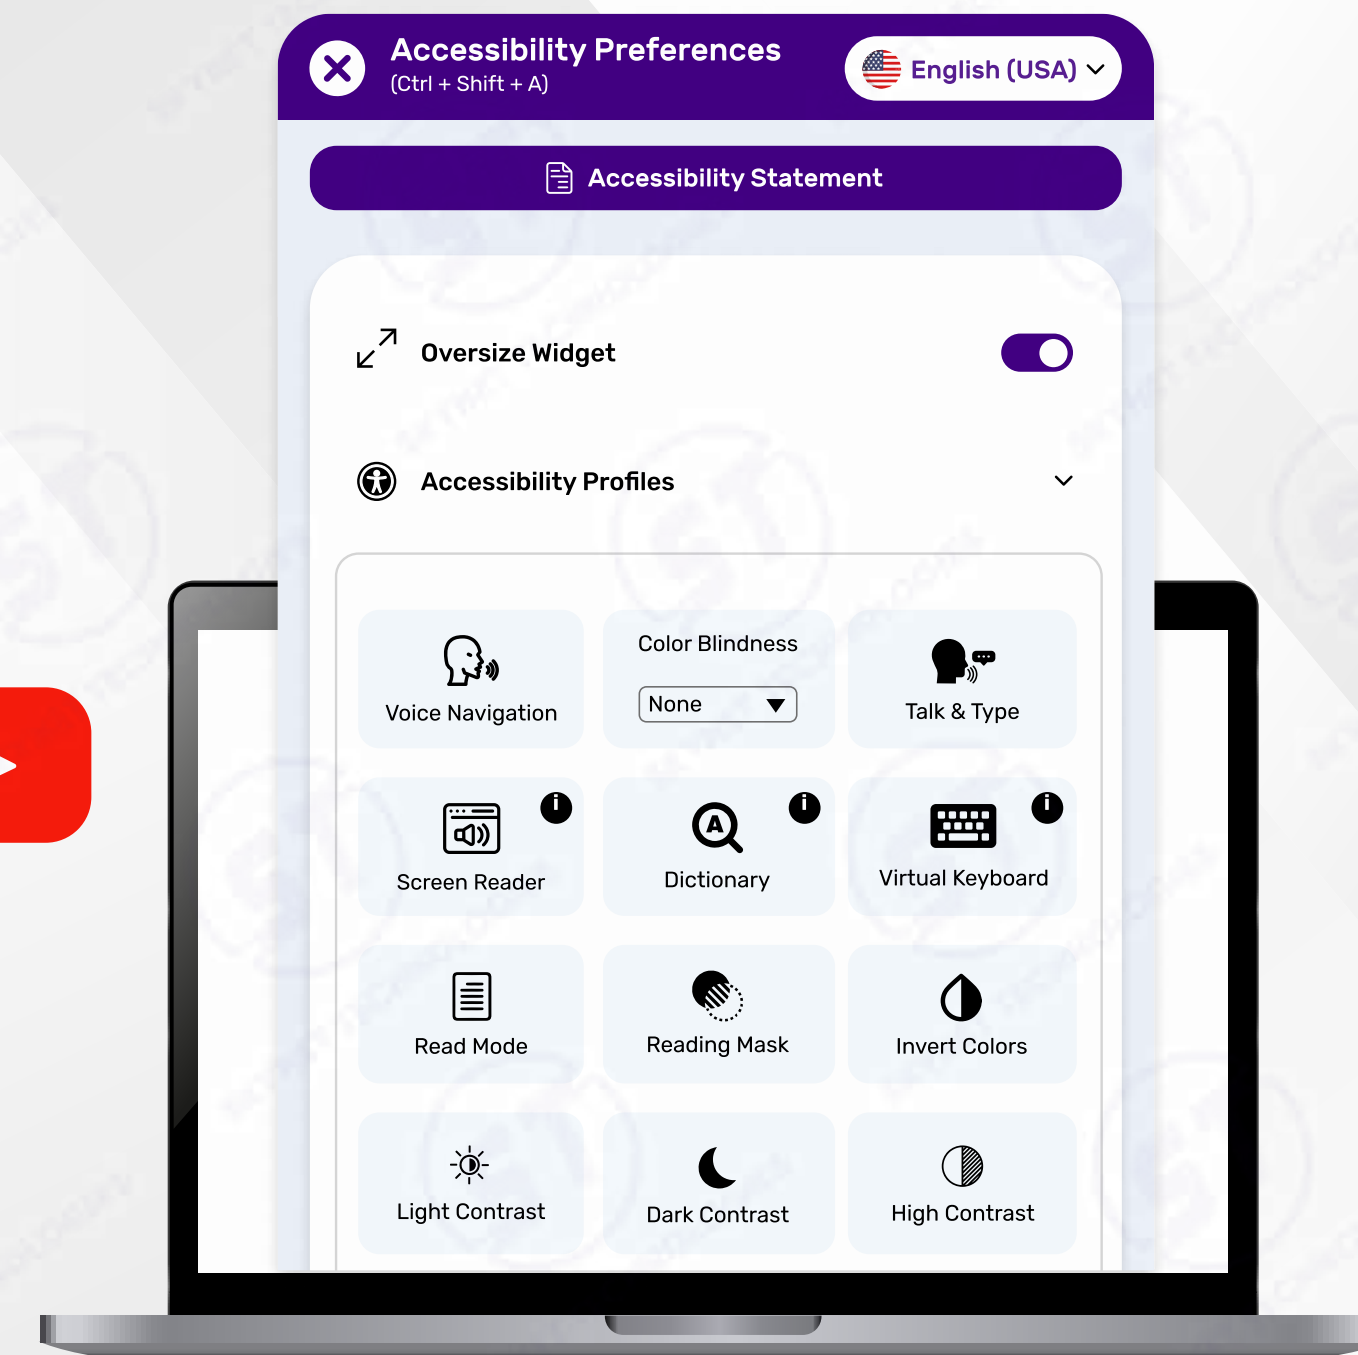 Accessibility Preferences
(Ctrl + Shift + A)
English (USA)
Accessibility Statement
Oversize Widget
Accessibility Profiles
Voice Navigation
Color Blindness
None
Talk & Type
Screen Reader
i
Dictionary
i
Virtual Keyboard
i
Read Mode
Reading Mask
Invert Colors
Light Contrast
Dark Contrast
High Contrast